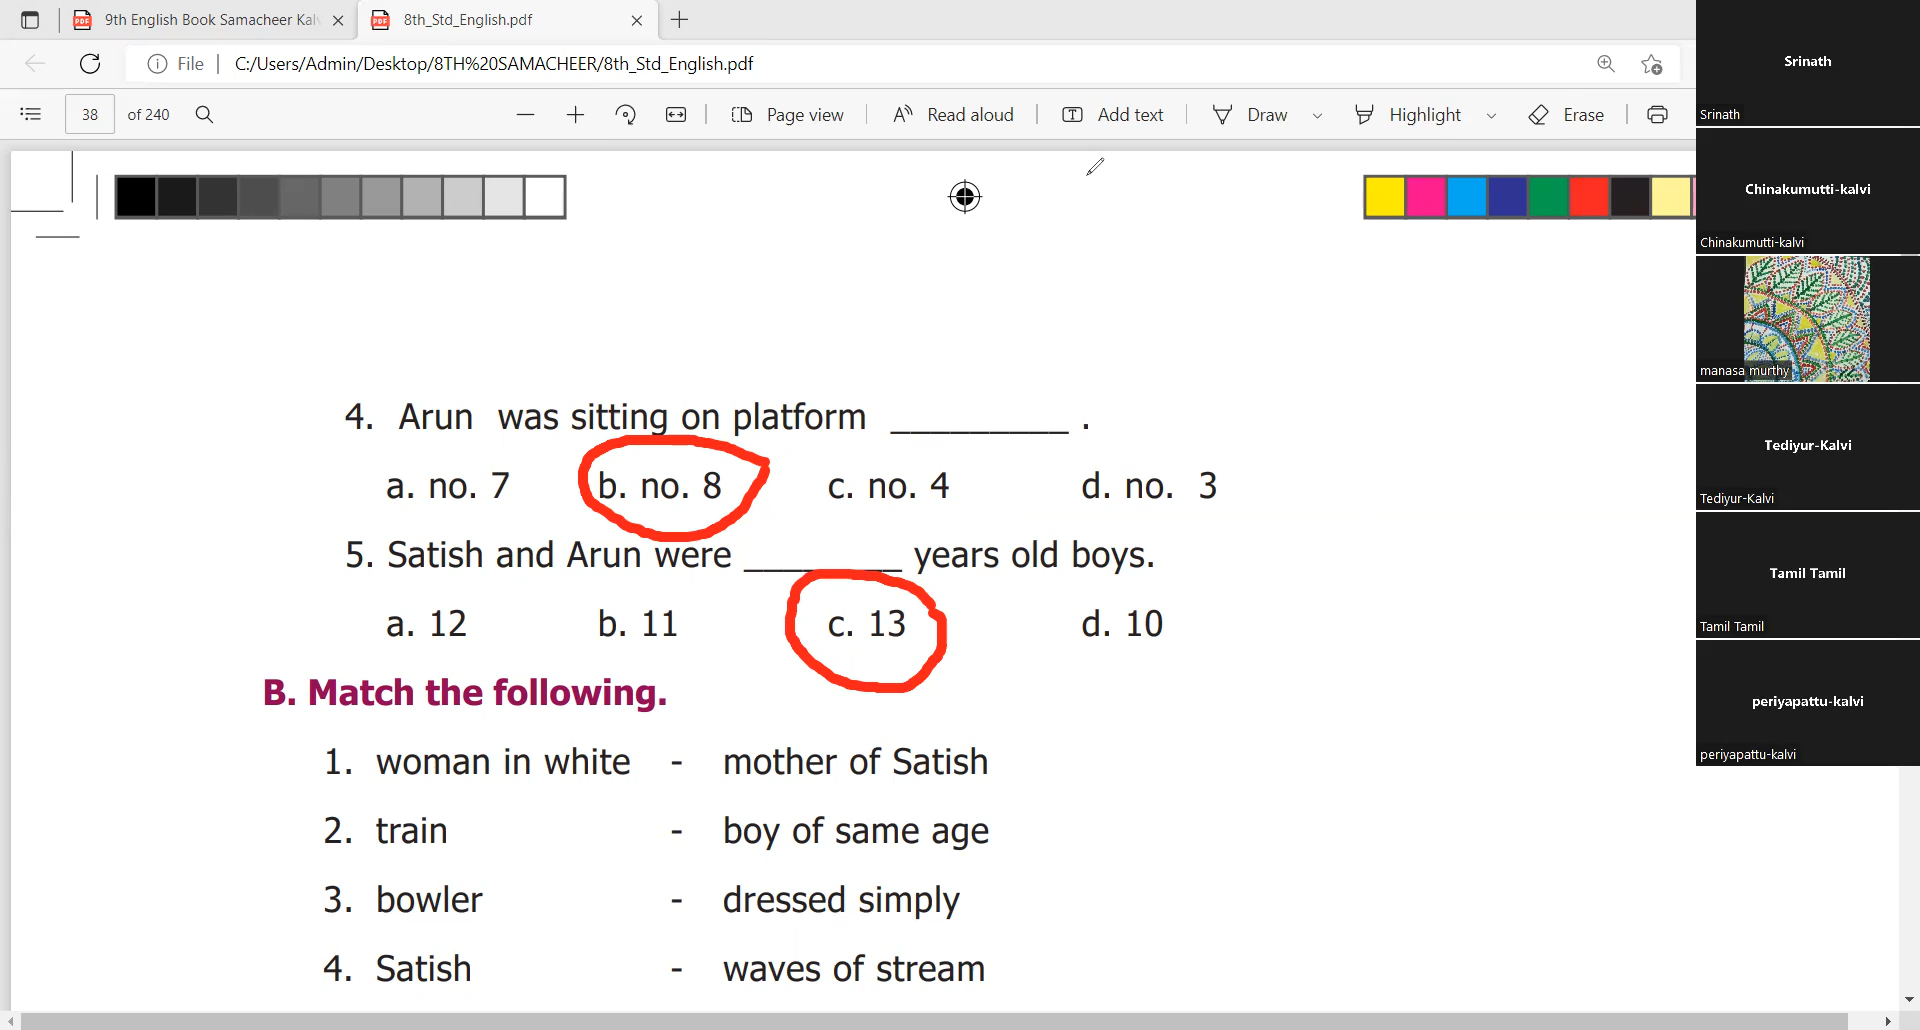 9th English Book Samacheer Kalv
8th_Std_English.pdf
File
C:/Users/Admin/Desktop/8TH%20SAMACHEER/8th_Std_English.pdf
38 of 240
Page view
Read aloud
Add text
Draw
Highlight
Erase
4. Arun was sitting on platform _________ .
a. no. 7 b. no. 8 c. no. 4 d. no. 3
5. Satish and Arun were ________ years old boys.
a. 12 b. 11 c. 13 d. 10
B. Match the following.
1. woman in white - mother of Satish
2. train - boy of same age
3. bowler - dressed simply
4. Satish - waves of stream
Srinath
Srinath
Chinakumutti-kalvi
Chinakumutti-kalvi
manasa murthy
Tediyur-Kalvi
Tediyur-Kalvi
Tamil Tamil
Tamil Tamil
periyapattu-kalvi
periyapattu-kalvi